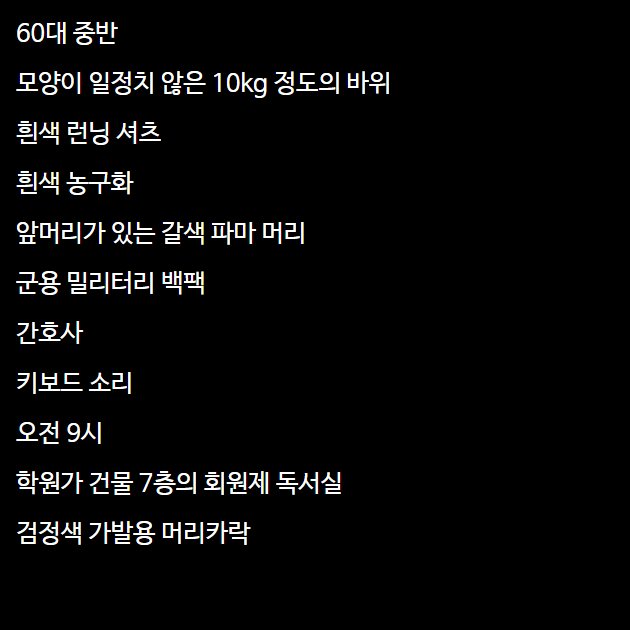 60대 중반
모양이 일정치 않은 10kg 정도의 바위
흰색 런닝 셔츠
흰색 농구화
앞머리가 있는 갈색 파마 머리
군용 밀리터리 백팩
간호사
키보드 소리
오전 9시
학원가 건물 7층의 회원제 독서실
검정색 가발용 머리카락